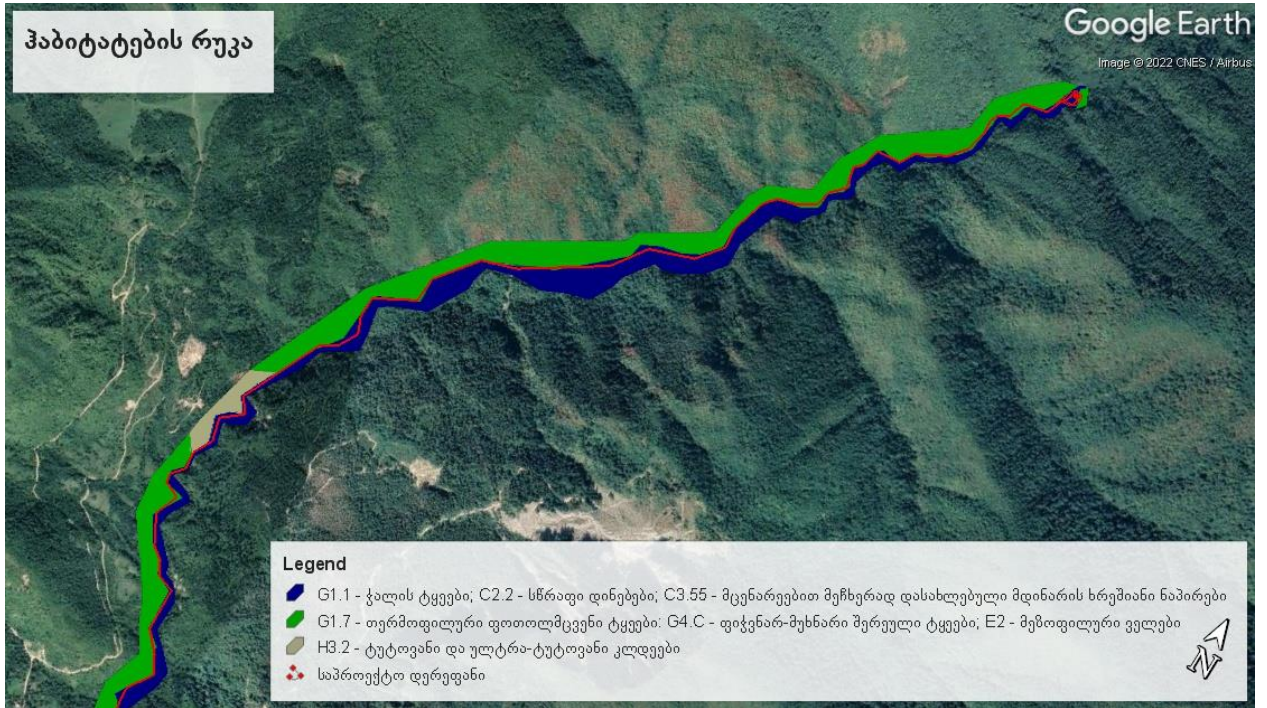 ჰაბიტატების რუკა
Google Earth
Image © 2022 CNES / Airbus
Legend
G1.1 - ჭალის ტყეები; C2.2 - სწრაფი დინებები; C3.55 - მცენარეებით მეჩხერად დასახლებული მდინარის ხრეშიანი ნაპირები
G1.7 - თერმოფილური ფოთოლმცვენი ტყეები: G4.C - ფიჭვნარ-მუხნარი შერეული ტყეები; E2 - მეზოფილური ველები
H3.2 - ტუტოვანი და ულტრა-ტუტოვანი კლდეები
საპროექტო დერეფანი
N